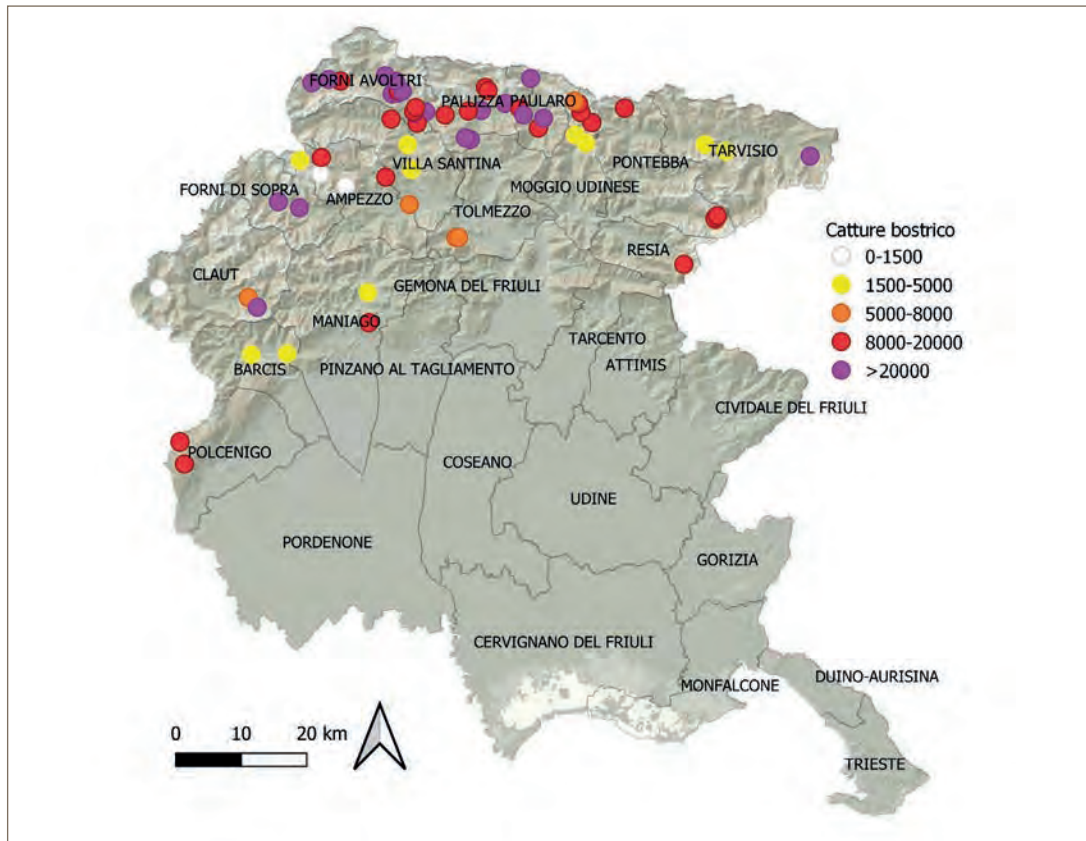 FORNI AVOLTRI
PALUZZA
PAULARO
TARVISIO
VILLA SANTINA
PONTEBBA
FORNI DI SOPRA
MOGGIO UDINESE
AMPEZZO
TOLMEZZO
RESIA
CLAUT
GEMONA DEL FRIULI
MANIAGO
TARCENTO
BARCIS
PINZANO AL TAGLIAMENTO
ATTIMIS
CIVIDALE DEL FRIULI
POLCENIGO
COSEANO
UDINE
PORDENONE
GORIZIA
CERVIGNANO DEL FRIULI
MONFALCONE
DUINO-AURISINA
TRIESTE
Catture bostrico
0-1500
1500-5000
5000-8000
8000-20000
>20000
0 10 20 km